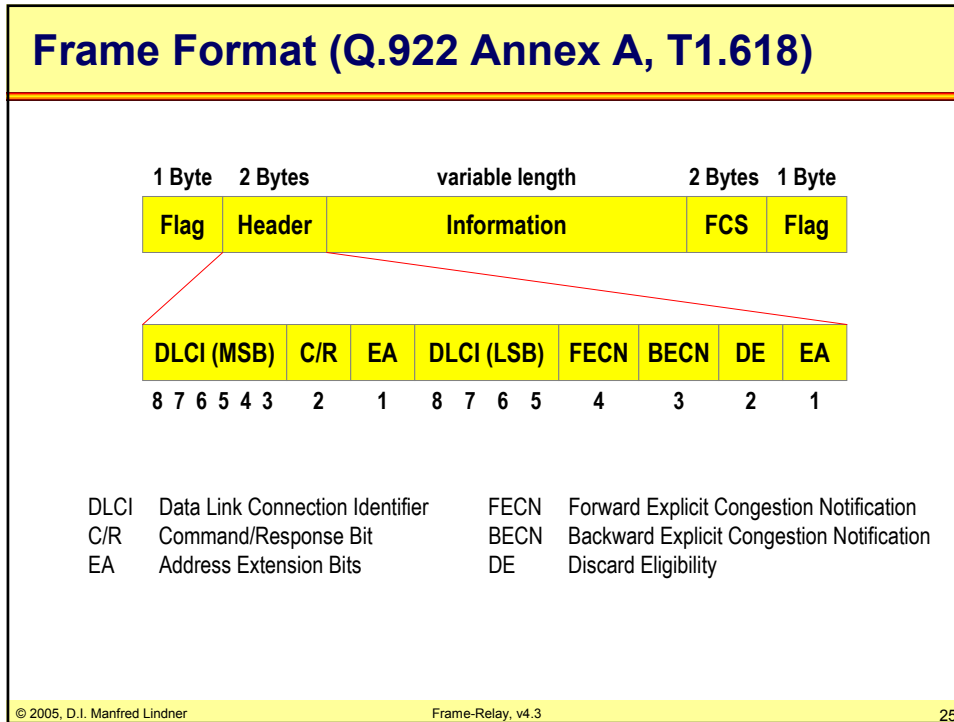 Frame Format (Q.922 Annex A, T1.618)
1 Byte 2 Bytes variable length 2 Bytes 1 Byte
Flag Header Information FCS Flag
DLCI (MSB) C/R EA DLCI (LSB) FECN BECN DE EA
8 7 6 5 4 3 2 1 8 7 6 5 4 3 2 1
DLCI Data Link Connection Identifier FECN Forward Explicit Congestion Notification
C/R Command/Response Bit BECN Backward Explicit Congestion Notification
EA Address Extension Bits DE Discard Eligibility
© 2005, D.I. Manfred Lindner Frame-Relay, v4.3 25